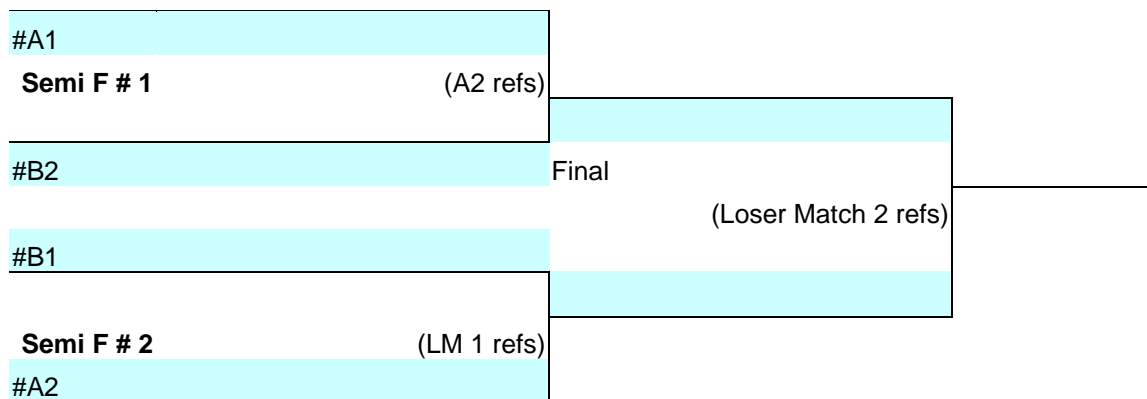 #A1
Semi F # 1 (A2 refs)
#B2 Final
(Loser Match 2 refs)
#B1
Semi F # 2 (LM 1 refs)
#A2